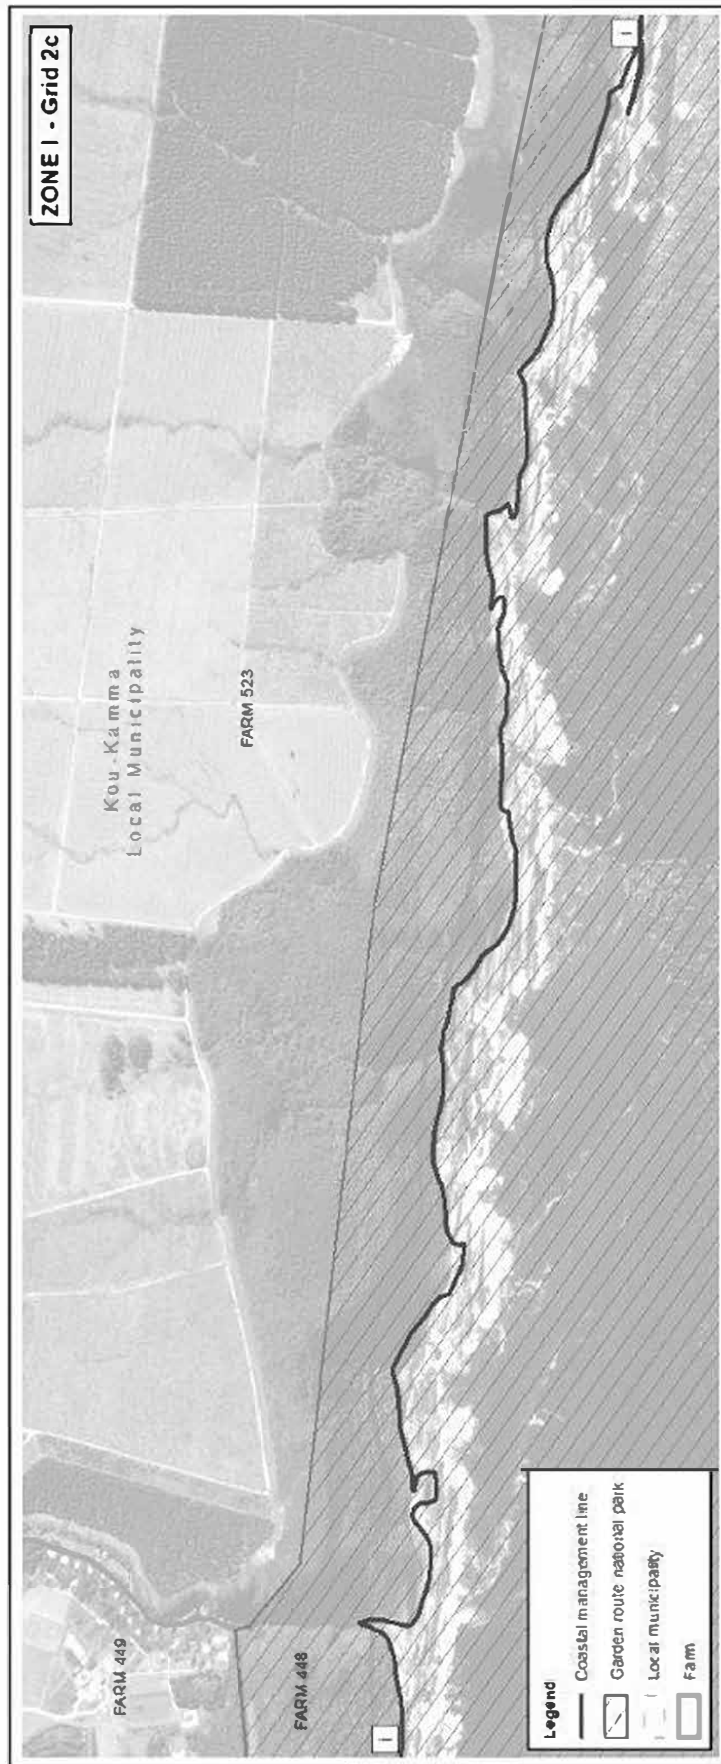 ZONE I - Grid 2c
Kou-Kamma
Local Municipality
FARM 523
FARM 449
FARM 448
i
i
Legend
Coastal management line
Garden route national park
Local municipality
Farm